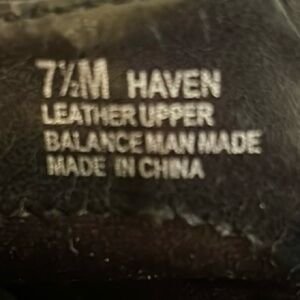 7½M HAVEN
LEATHER UPPER
BALANCE MAN MADE
MADE IN CHINA